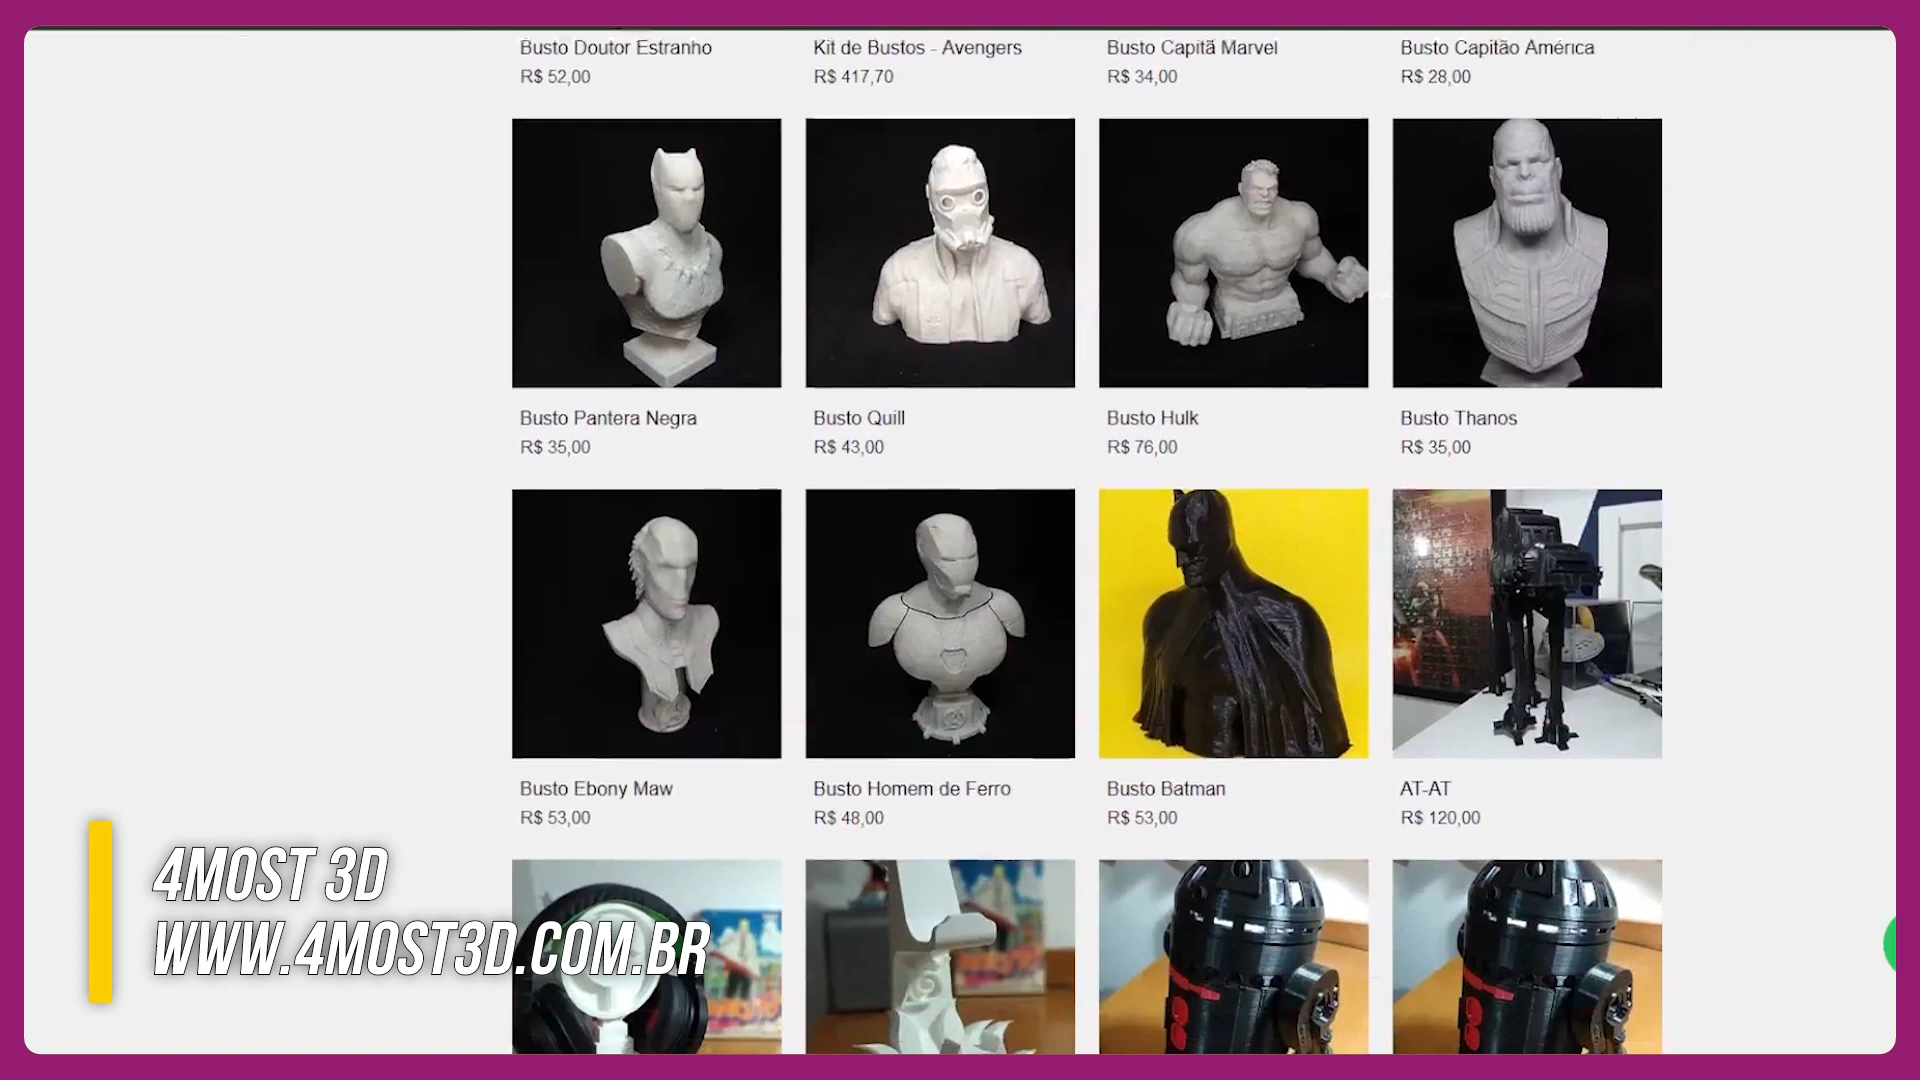 Busto Doutor Estranho
R$ 52,00
Kit de Bustos - Avengers
R$ 417,70
Busto Capitã Marvel
R$ 34,00
Busto Capitão América
R$ 28,00
Busto Pantera Negra
R$ 35,00
Busto Quill
R$ 43,00
Busto Hulk
R$ 76,00
Busto Thanos
R$ 35,00
Busto Ebony Maw
R$ 53,00
Busto Homem de Ferro
R$ 48,00
Busto Batman
R$ 53,00
AT-AT
R$ 120,00
4MOST 3D
WWW.4MOST3D.COM.BR